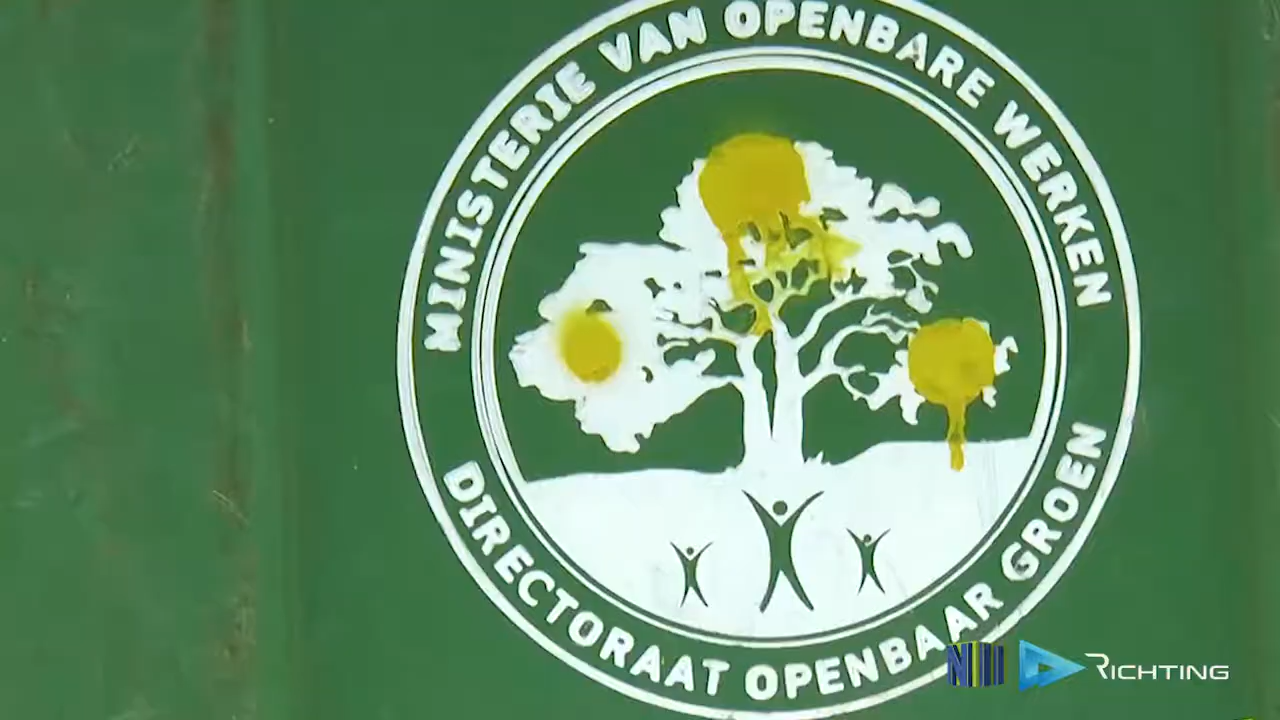 MINISTERIE VAN OPENBARE WERKEN
DIRECTORAAT OPENBAAR GROEN
RICHTING